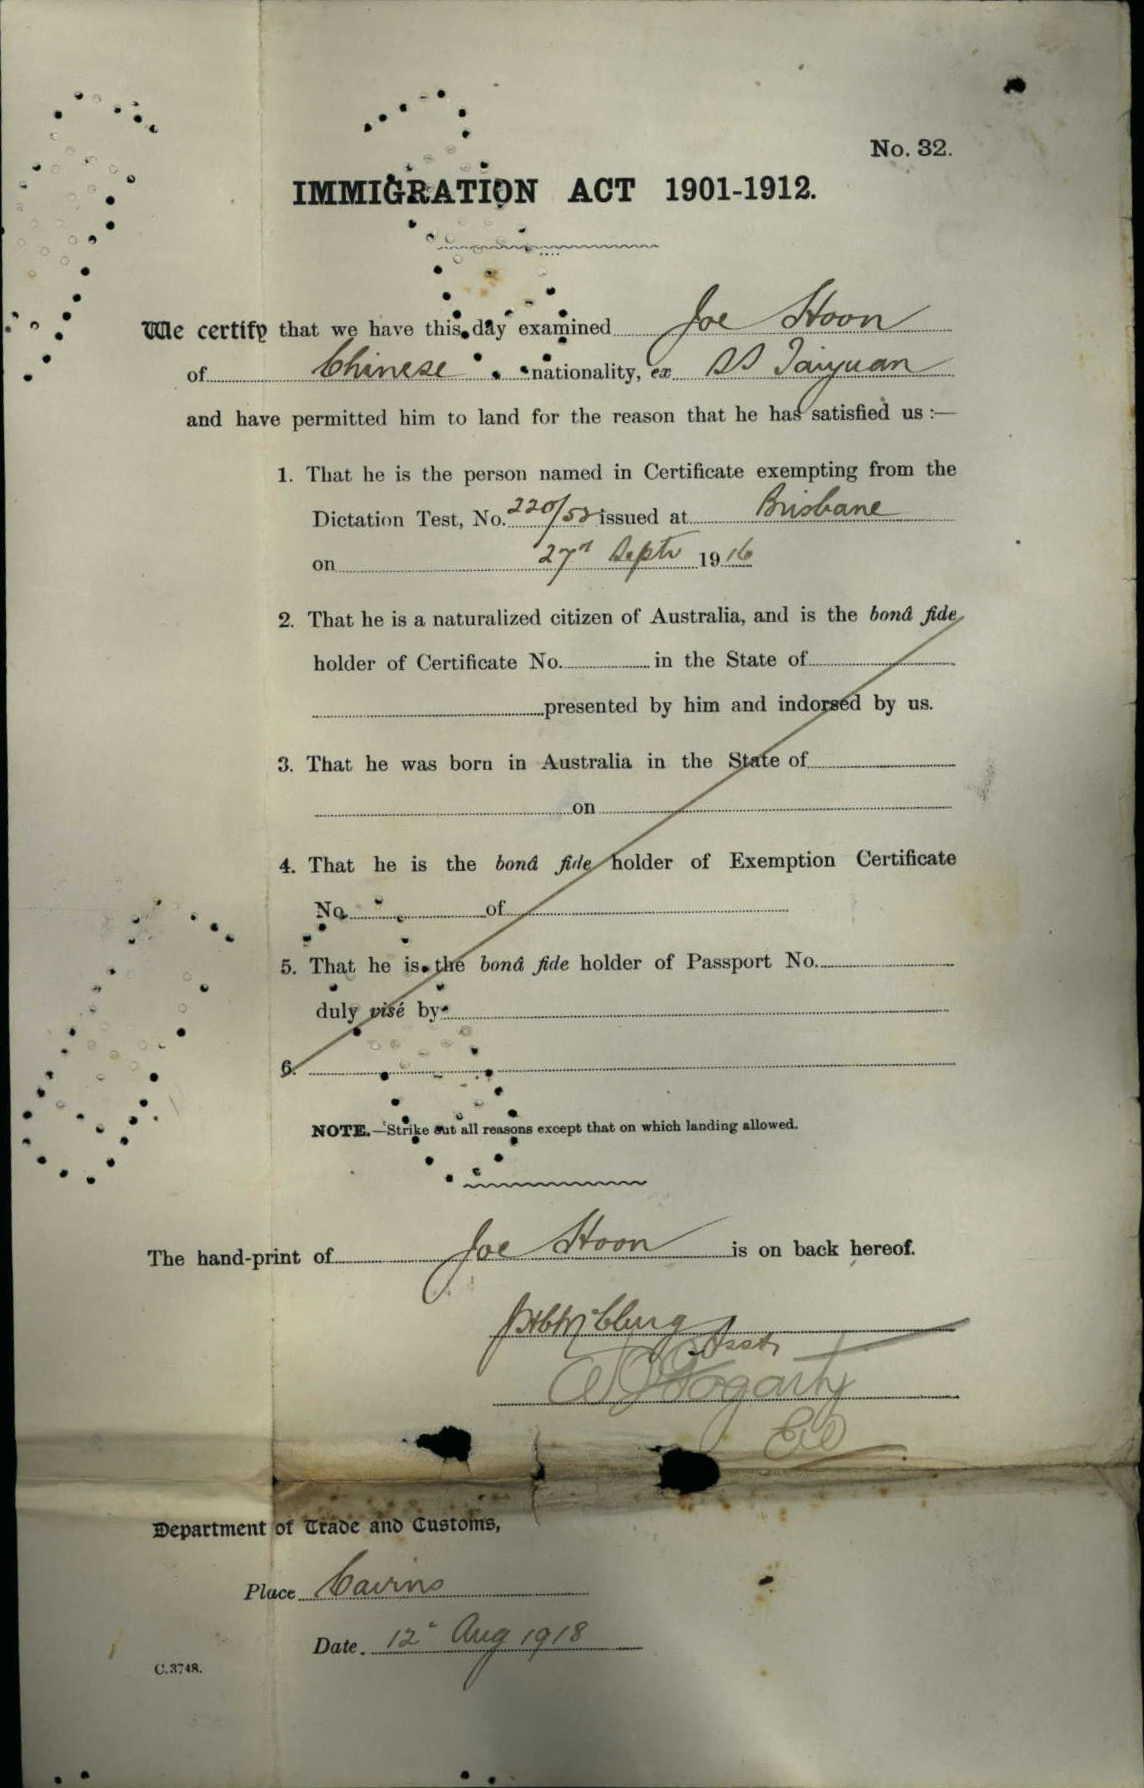 No. 32.
IMMIGRATION ACT 1901-1912.
We certify that we have this day examined Joe Hoon
of Chinese nationality, ex SS Taiyuan
and have permitted him to land for the reason that he has satisfied us :—
1. That he is the person named in Certificate exempting from the
Dictation Test, No. 220/52 issued at Brisbane
on 27th Septr 1916
2. That he is a naturalized citizen of Australia, and is the bonâ fide
holder of Certificate No. in the State of
presented by him and indorsed by us.
3. That he was born in Australia in the State of
on
4. That he is the bonâ fide holder of Exemption Certificate
No. of
5. That he is the bonâ fide holder of Passport No.
duly visé by
6.
NOTE.—Strike out all reasons except that on which landing allowed.
The hand-print of Joe Hoon is on back hereof.
Asst
Fogarty
Department of Trade and Customs,
Place Cairns
Date. 12" Aug 1918
C.3748.